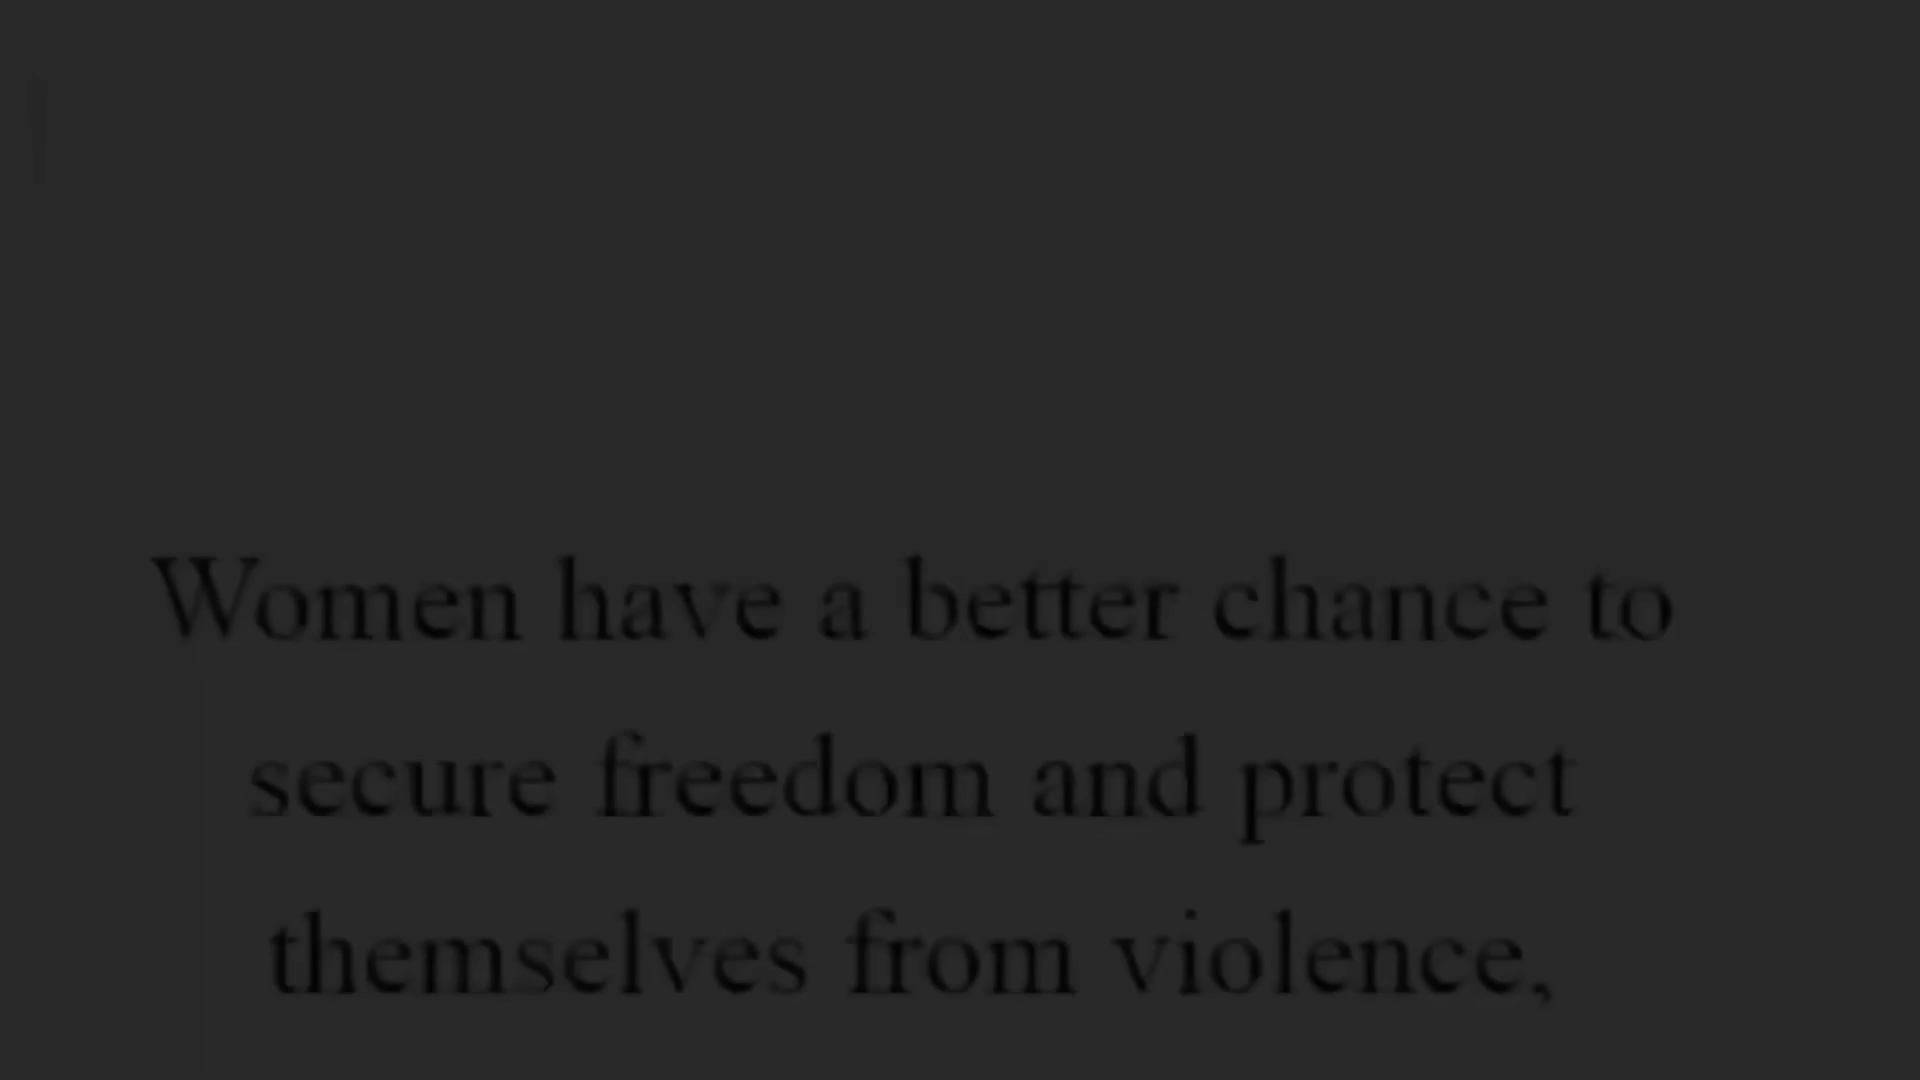 Women have a better chance to
secure freedom and protect
themselves from violence,